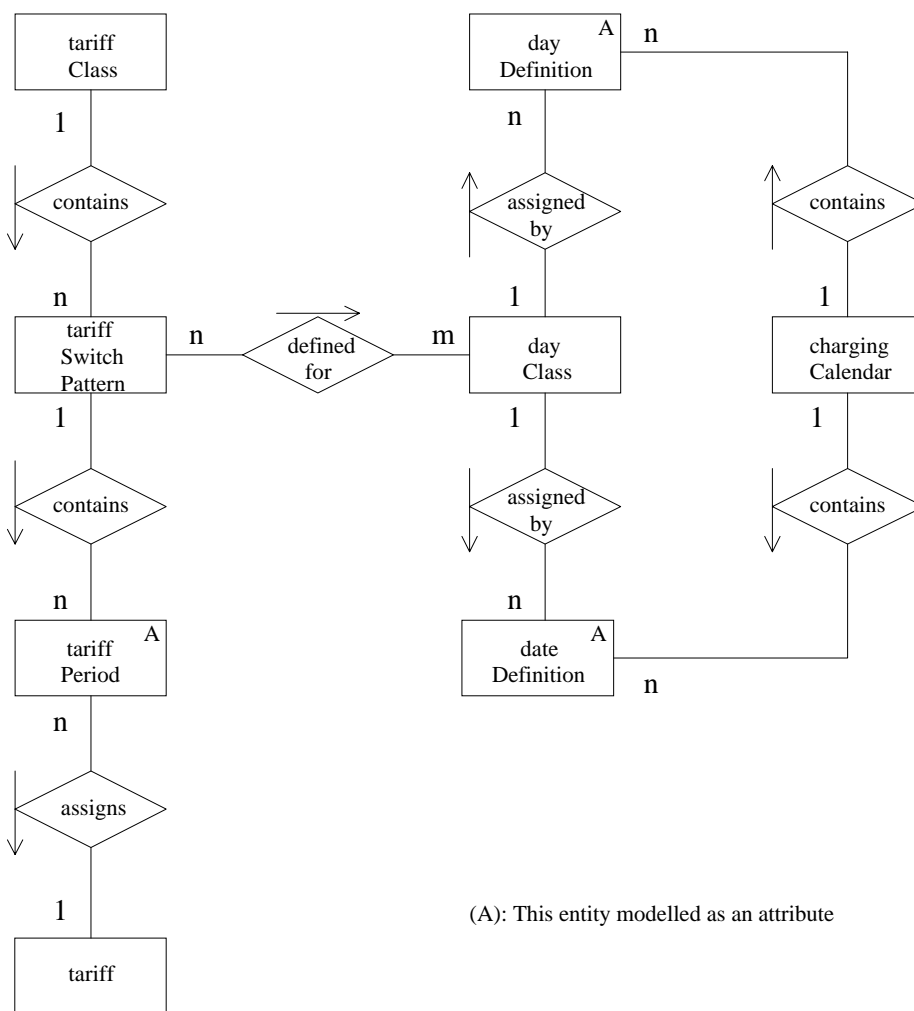 tariff
Class
day
Definition
A
n
1
n
contains
assigned
by
contains
n
1
1
tariff
Switch
Pattern
n
defined
for
m
day
Class
charging
Calendar
1
1
1
contains
assigned
by
contains
n
n
tariff
Period
A
date
Definition
A
n
n
assigns
1
(A): This entity modelled as an attribute
tariff